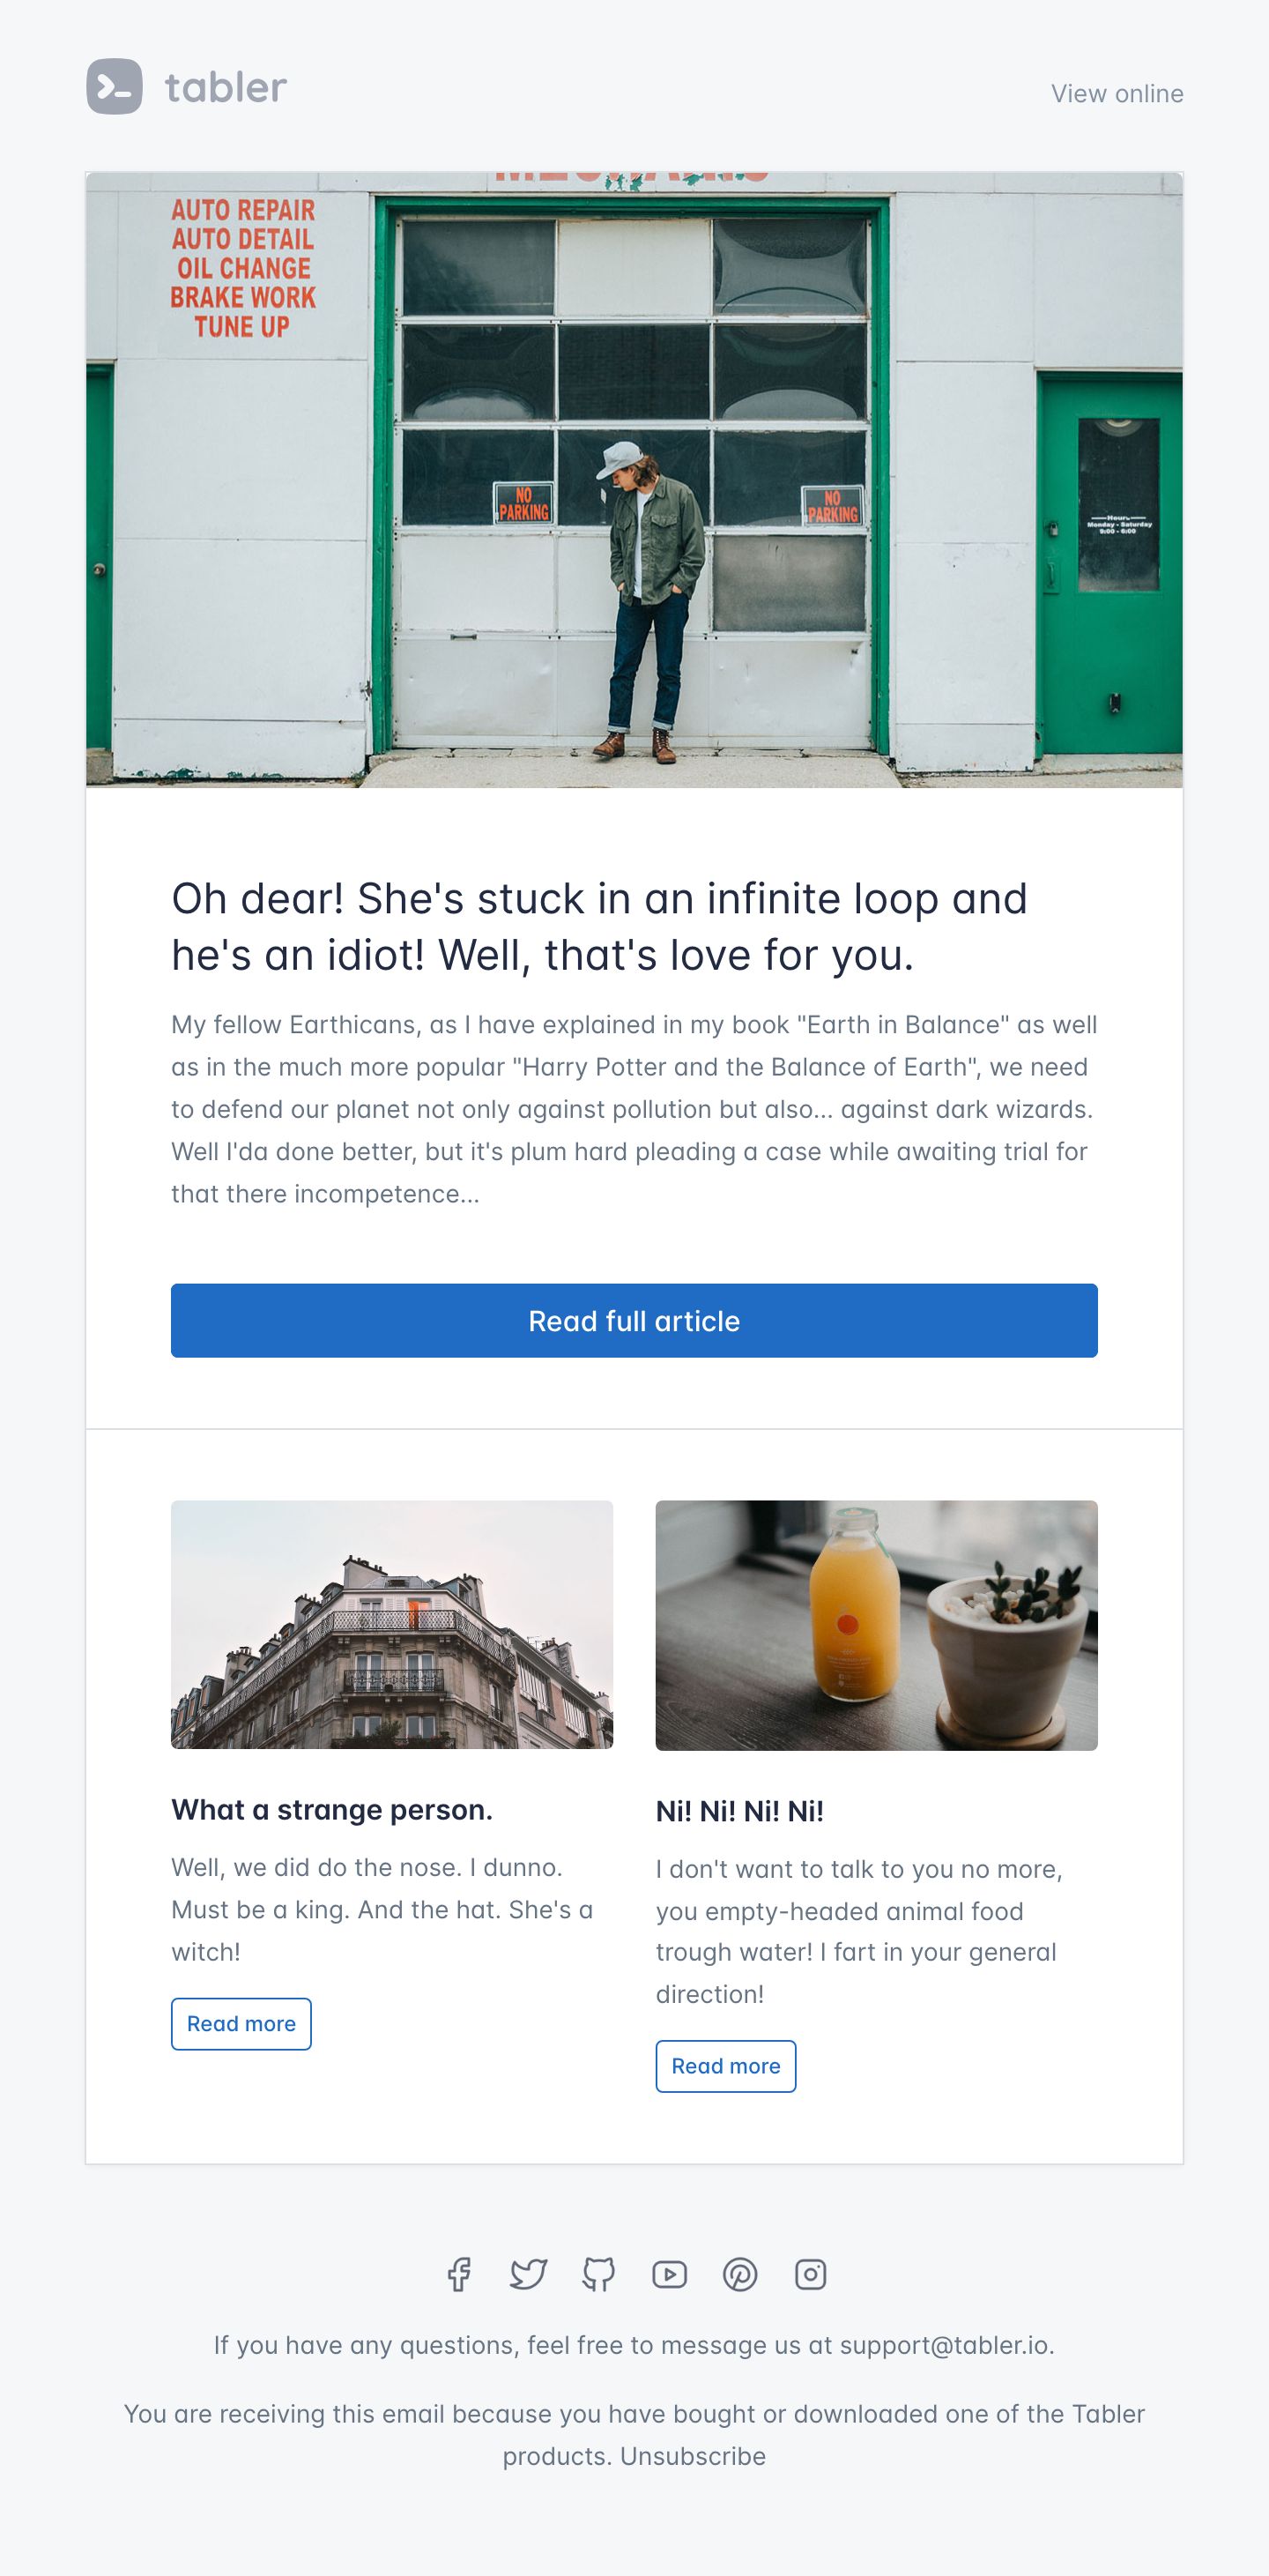 tabler
View online
AUTO REPAIR
AUTO DETAIL
OIL CHANGE
BRAKE WORK
TUNE UP
NO
PARKING
NO
PARKING
Hours
Monday - Saturday
9:00 - 6:00
Oh dear! She's stuck in an infinite loop and
he's an idiot! Well, that's love for you.
My fellow Earthicans, as I have explained in my book "Earth in Balance" as well
as in the much more popular "Harry Potter and the Balance of Earth", we need
to defend our planet not only against pollution but also... against dark wizards.
Well I'da done better, but it's plum hard pleading a case while awaiting trial for
that there incompetence...
Read full article
What a strange person.
Well, we did do the nose. I dunno.
Must be a king. And the hat. She's a
witch!
Read more
Ni! Ni! Ni! Ni!
I don't want to talk to you no more,
you empty-headed animal food
trough water! I fart in your general
direction!
Read more
If you have any questions, feel free to message us at support@tabler.io.
You are receiving this email because you have bought or downloaded one of the Tabler
products. Unsubscribe